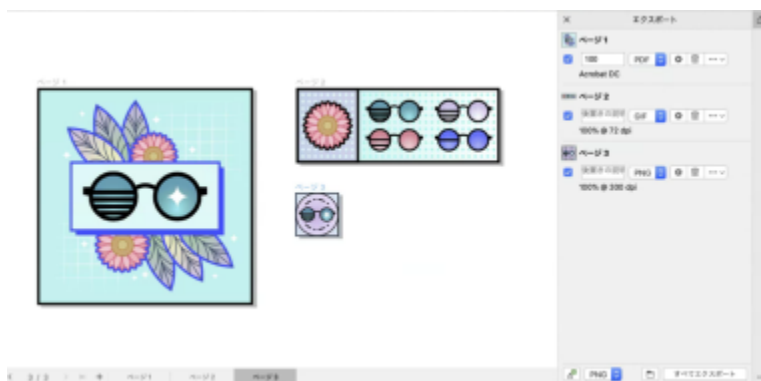 エクスポート
ページ 1
100 PDF
Acrobat DC
ページ 2
GIF
100% @ 72 dpi
ページ 3
PNG
100% @ 300 dpi
ページ 1
ページ 2
ページ 3
3 / 3 ページ 1 ページ 2 ページ 3
PNG すべてエクスポート